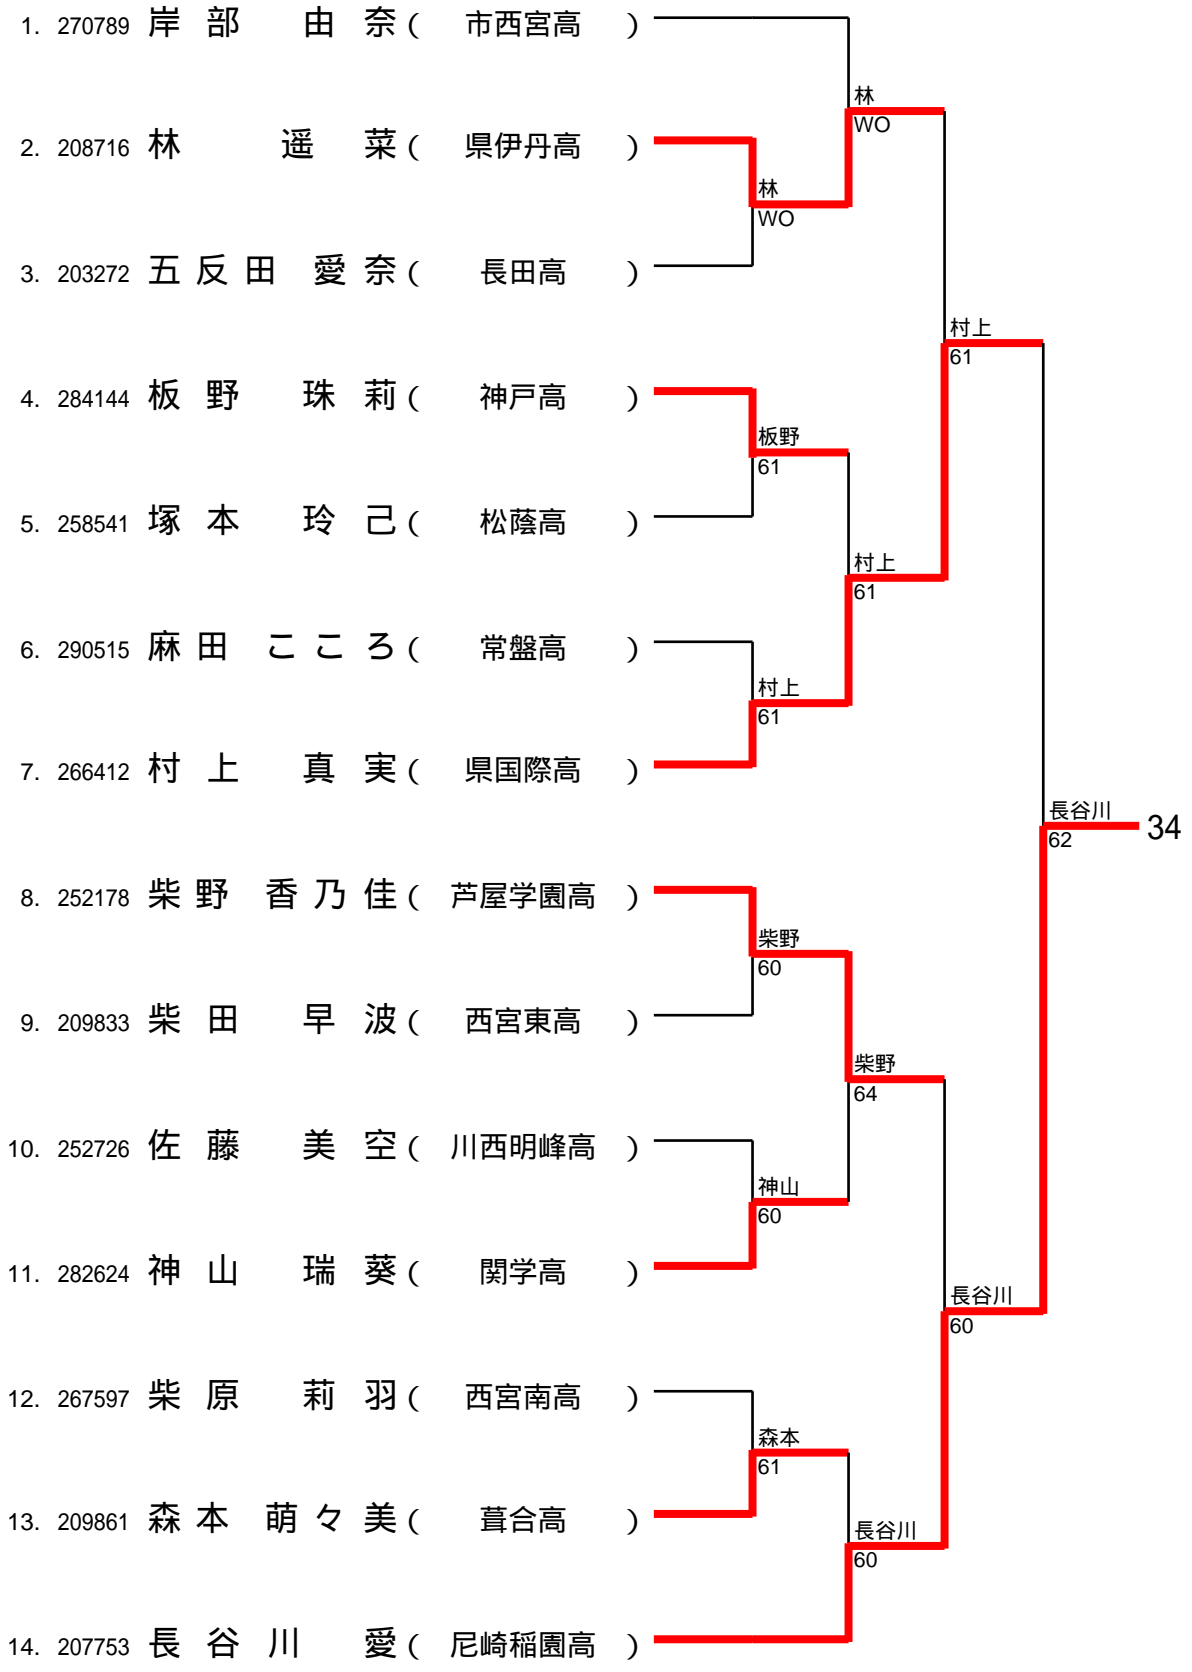 1. 270789 岸部 由奈 ( 市西宮高 )
林
WO
2. 208716 林 遥菜 ( 県伊丹高 )
林
WO
3. 203272 五反田 愛奈 ( 長田高 )
村上
61
4. 284144 板野 珠莉 ( 神戸高 )
板野
61
5. 258541 塚本 玲己 ( 松蔭高 )
村上
61
6. 290515 麻田 こころ ( 常盤高 )
村上
61
7. 266412 村上 真実 ( 県国際高 )
長谷川
62
34
8. 252178 柴野 香乃佳 ( 芦屋学園高 )
柴野
60
9. 209833 柴田 早波 ( 西宮東高 )
柴野
64
10. 252726 佐藤 美空 ( 川西明峰高 )
神山
60
11. 282624 神山 瑞葵 ( 関学高 )
長谷川
60
12. 267597 柴原 莉羽 ( 西宮南高 )
森本
61
13. 209861 森本 萌々美 ( 葺合高 )
長谷川
60
14. 207753 長谷川 愛 ( 尼崎稲園高 )